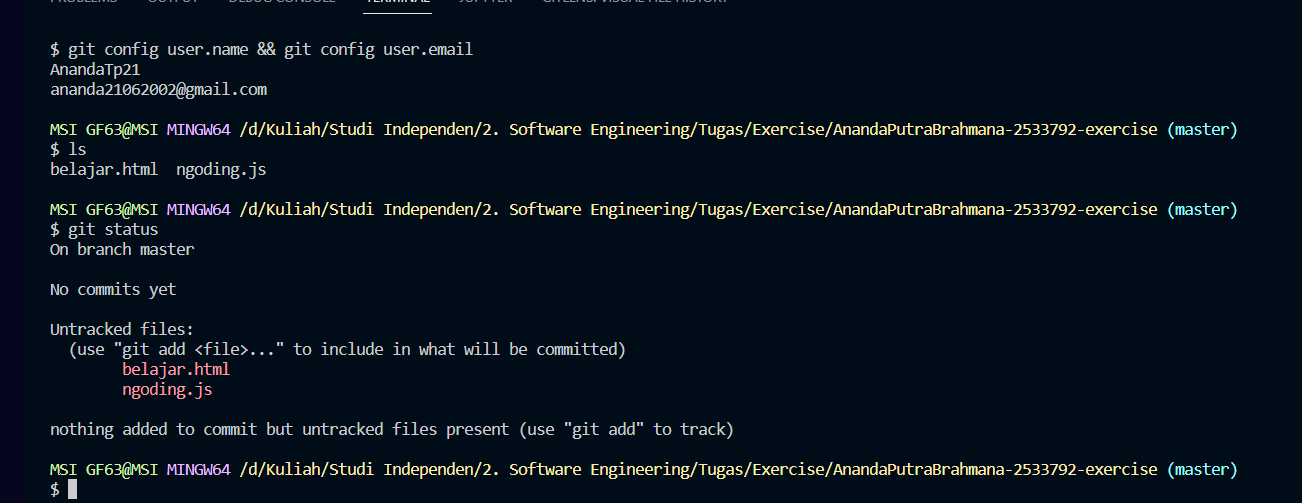 PROBLEMS OUTPUT DEBUG CONSOLE TERMINAL JUPYTER GITLENS: VISUAL FILE HISTORY
$ git config user.name && git config user.email
AnandaTp21
ananda21062002@gmail.com
MSI GF63@MSI MINGW64 /d/Kuliah/Studi Independen/2. Software Engineering/Tugas/Exercise/AnandaPutraBrahmana-2533792-exercise (master)
$ ls
belajar.html  ngoding.js
MSI GF63@MSI MINGW64 /d/Kuliah/Studi Independen/2. Software Engineering/Tugas/Exercise/AnandaPutraBrahmana-2533792-exercise (master)
$ git status
On branch master
No commits yet
Untracked files:
  (use "git add <file>..." to include in what will be committed)
        belajar.html
        ngoding.js
nothing added to commit but untracked files present (use "git add" to track)
MSI GF63@MSI MINGW64 /d/Kuliah/Studi Independen/2. Software Engineering/Tugas/Exercise/AnandaPutraBrahmana-2533792-exercise (master)
$